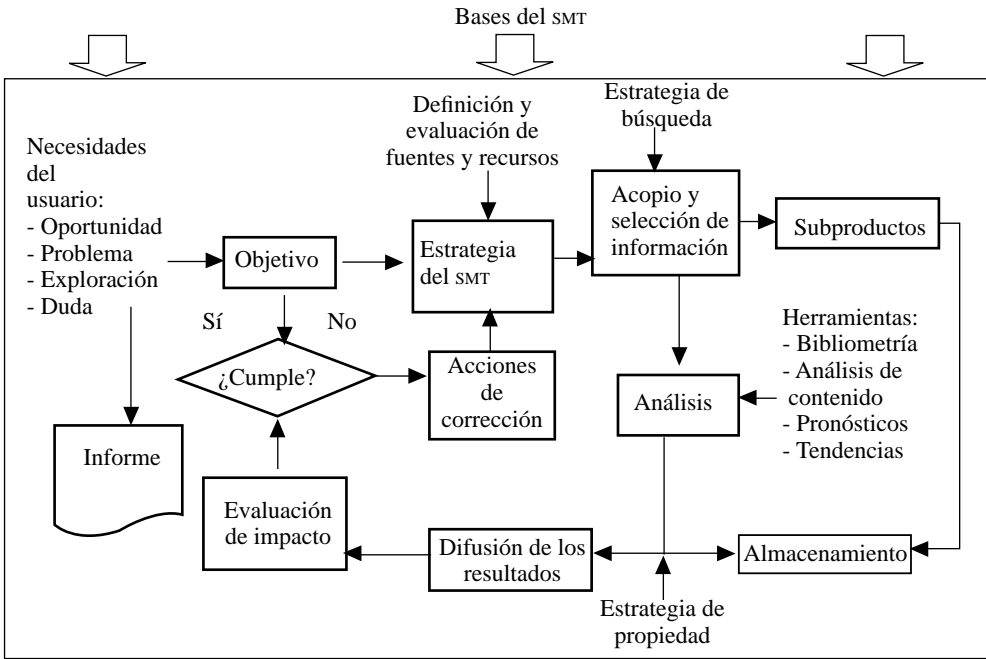 Bases del SMT
Necesidades
del
usuario:
- Oportunidad
- Problema
- Exploración
- Duda
Objetivo
Definición y
evaluación de
fuentes y recursos
Estrategia
del SMT
Estrategia de
búsqueda
Acopio y
selección de
información
Subproductos
Sí
No
¿Cumple?
Acciones
de
corrección
Análisis
Herramientas:
- Bibliometría
- Análisis de
contenido
- Pronósticos
- Tendencias
Informe
Evaluación
de impacto
Difusión de los
resultados
Almacenamiento
Estrategia de
propiedad